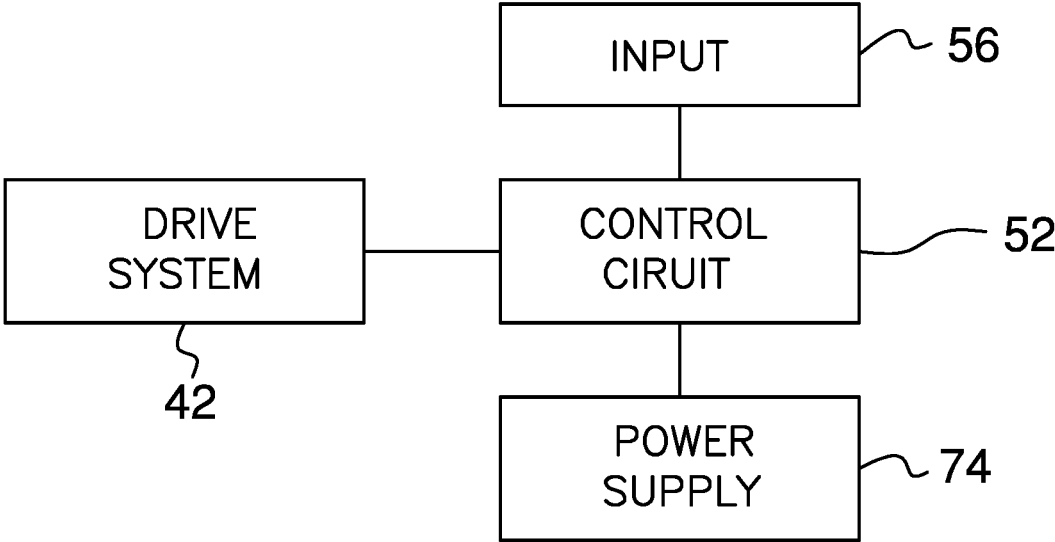 INPUT
56
DRIVE
SYSTEM
CONTROL
CIRUIT
52
42
POWER
SUPPLY
74